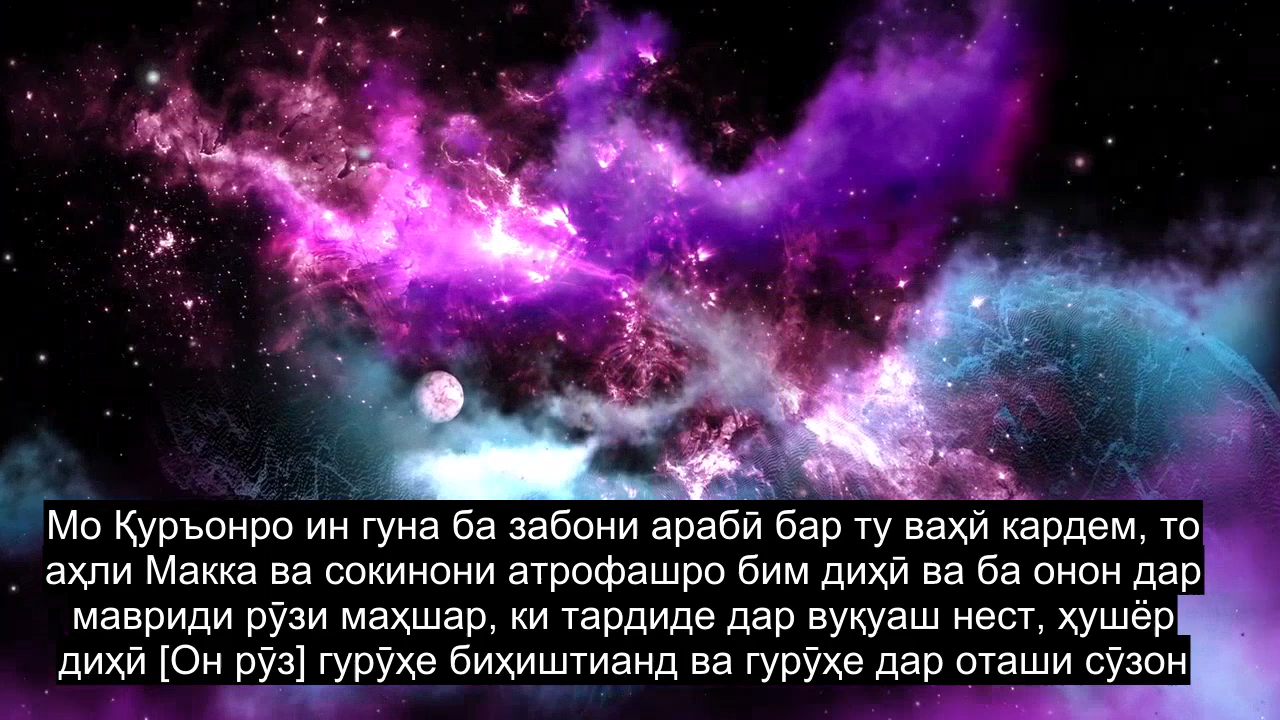 Мо Қуръонро ин гуна ба забони арабӣ бар ту ваҳй кардем, то
аҳли Макка ва сокинони атрофашро бим диҳӣ ва ба онон дар
мавриди рӯзи маҳшар, ки тардиде дар вуқуаш нест, ҳушёр
диҳӣ [Он рӯз] гурӯҳе биҳиштианд ва гурӯҳе дар оташи сӯзон